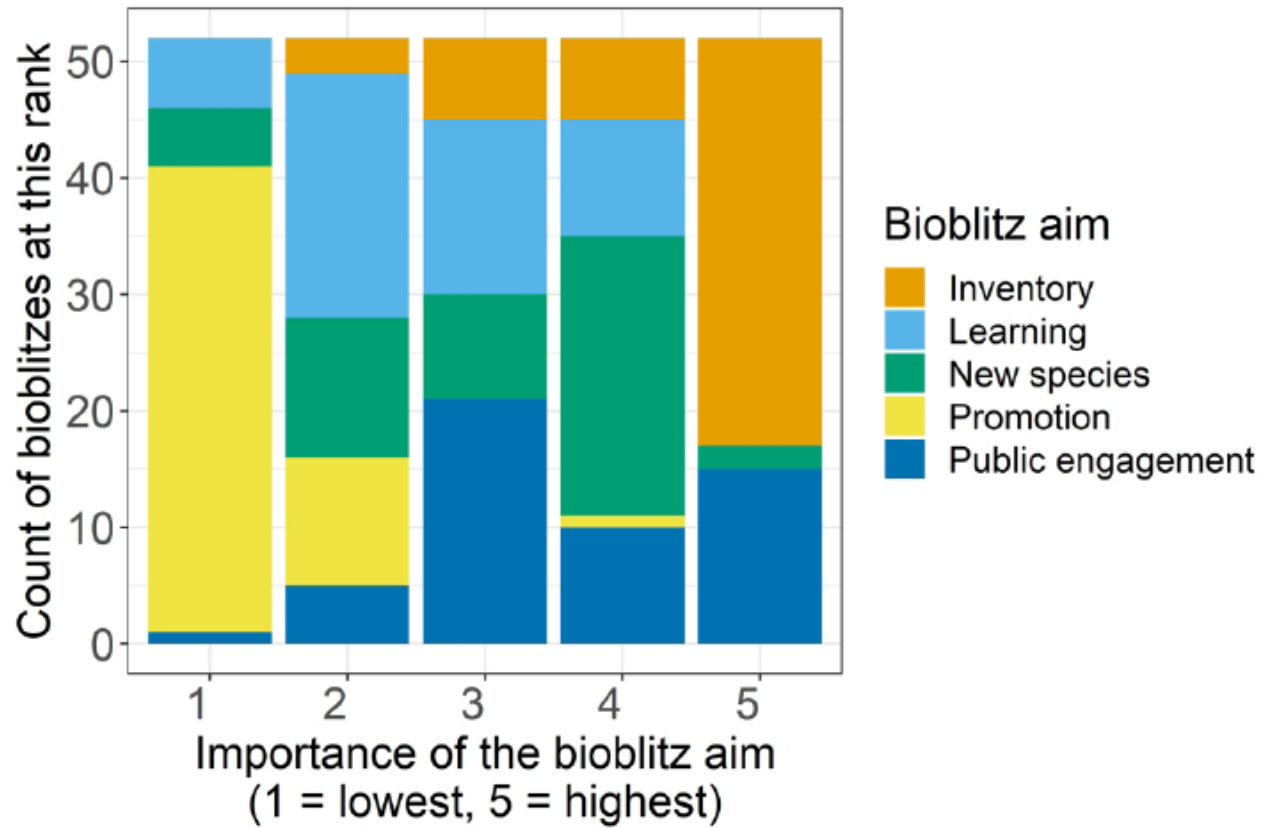 Count of bioblitzes at this rank
50
40
30
20
10
0
1 2 3 4 5
Importance of the bioblitz aim
(1 = lowest, 5 = highest)
Bioblitz aim
Inventory
Learning
New species
Promotion
Public engagement